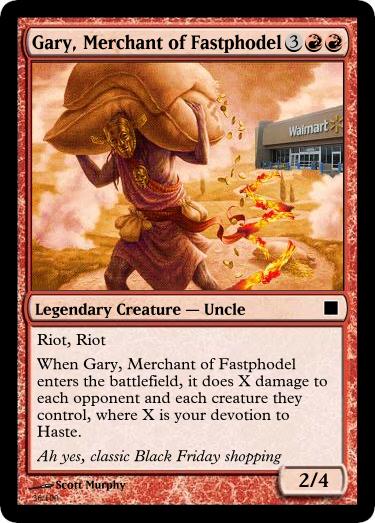 Gary, Merchant of Fastphodel 3
Walmart
Legendary Creature — Uncle
Riot, Riot
When Gary, Merchant of Fastphodel
enters the battlefield, it does X damage to
each opponent and each creature they
control, where X is your devotion to
Haste.
Ah yes, classic Black Friday shopping
2/4
Scott Murphy